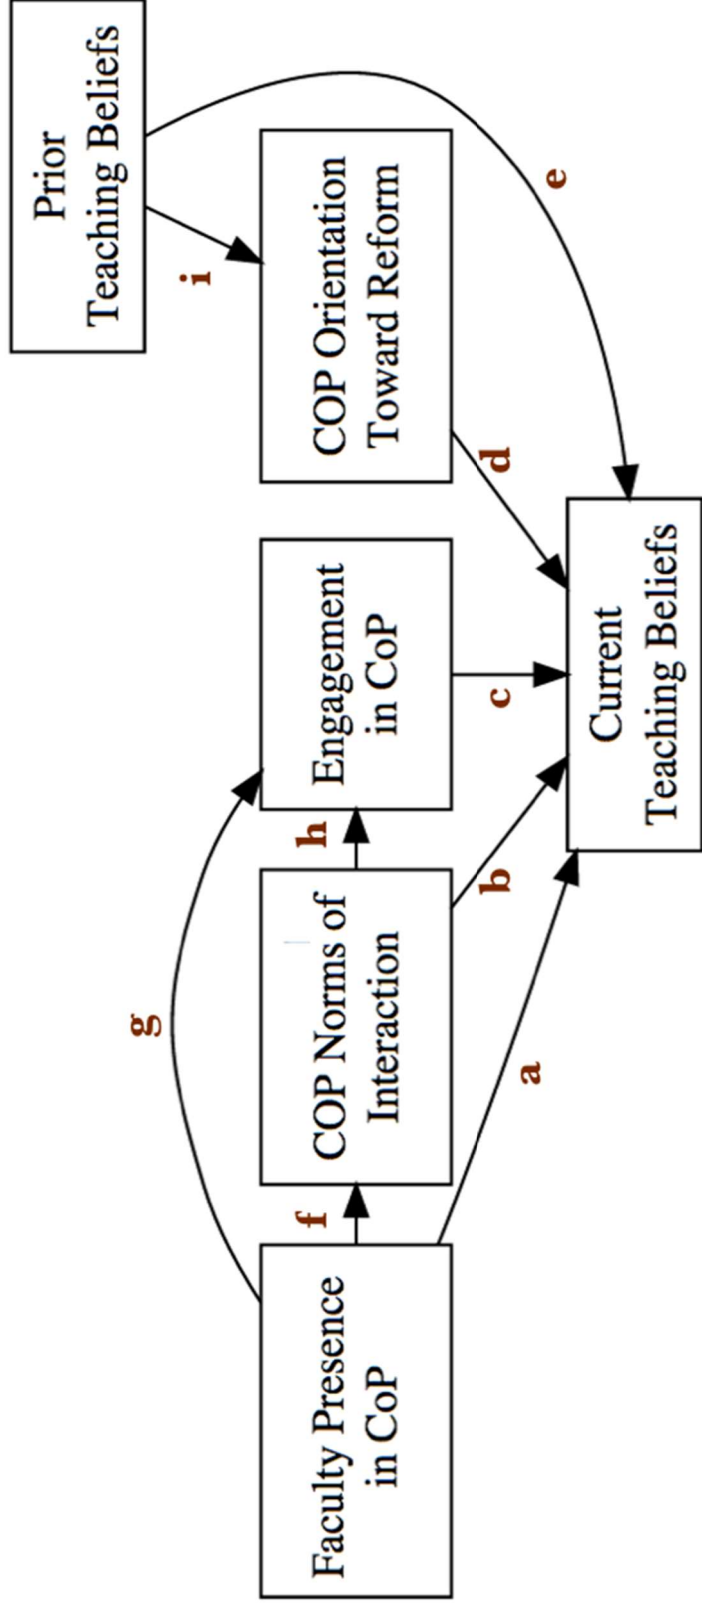 Prior
Teaching Beliefs
i
e
g
Faculty Presence
in CoP
f
COP Norms of
Interaction
h
Engagement
in CoP
COP Orientation
Toward Reform
a
b
c
d
Current
Teaching Beliefs